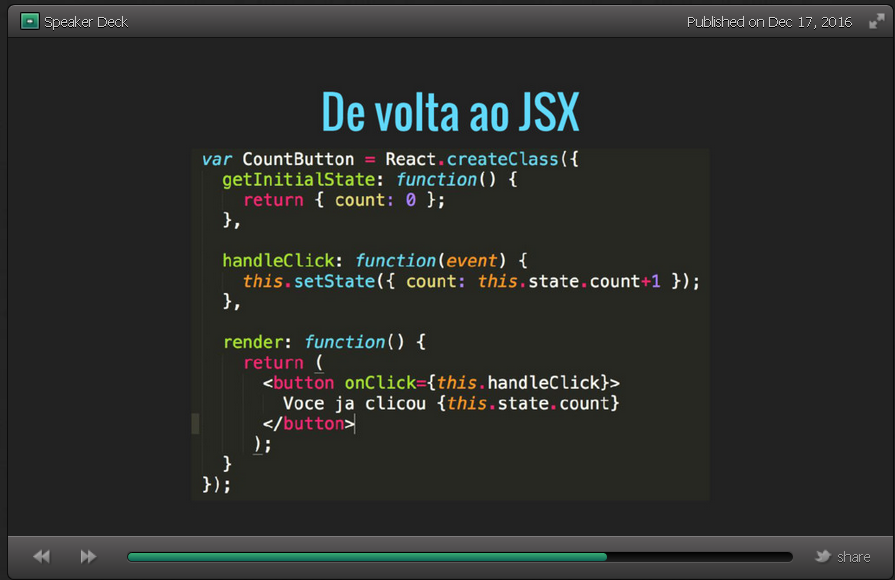 Speaker Deck
Published on Dec 17, 2016
De volta ao JSX
var CountButton = React.createClass({
  getInitialState: function() {
    return { count: 0 };
  },

  handleClick: function(event) {
    this.setState({ count: this.state.count+1 });
  },

  render: function() {
    return (
      <button onClick={this.handleClick}>
        Voce ja clicou {this.state.count}
      </button>
    );
  }
});
share